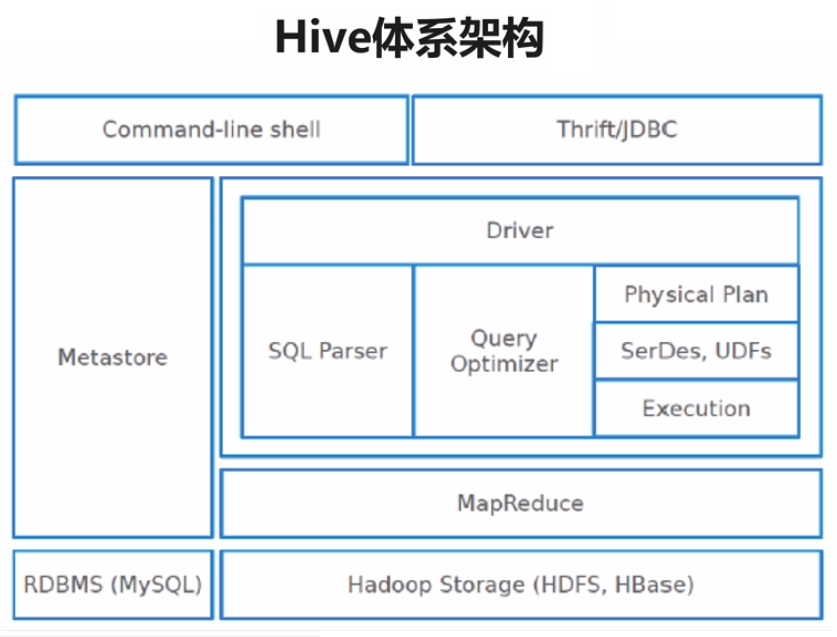 Hive体系架构
Command-line shell
Thrift/JDBC
Metastore
Driver
SQL Parser
Query
Optimizer
Physical Plan
SerDes, UDFs
Execution
MapReduce
RDBMS (MySQL)
Hadoop Storage (HDFS, HBase)